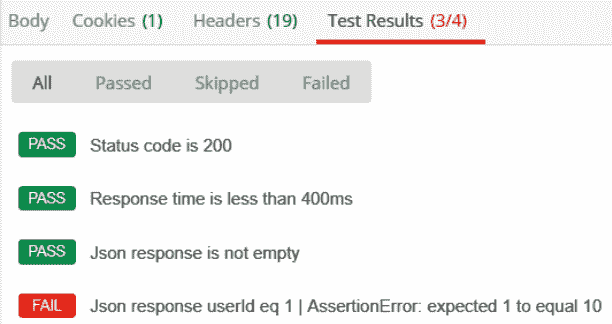 Body Cookies (1) Headers (19) Test Results (3/4)
All Passed Skipped Failed
PASS Status code is 200
PASS Response time is less than 400ms
PASS Json response is not empty
FAIL Json response userId eq 1 | AssertionError: expected 1 to equal 10